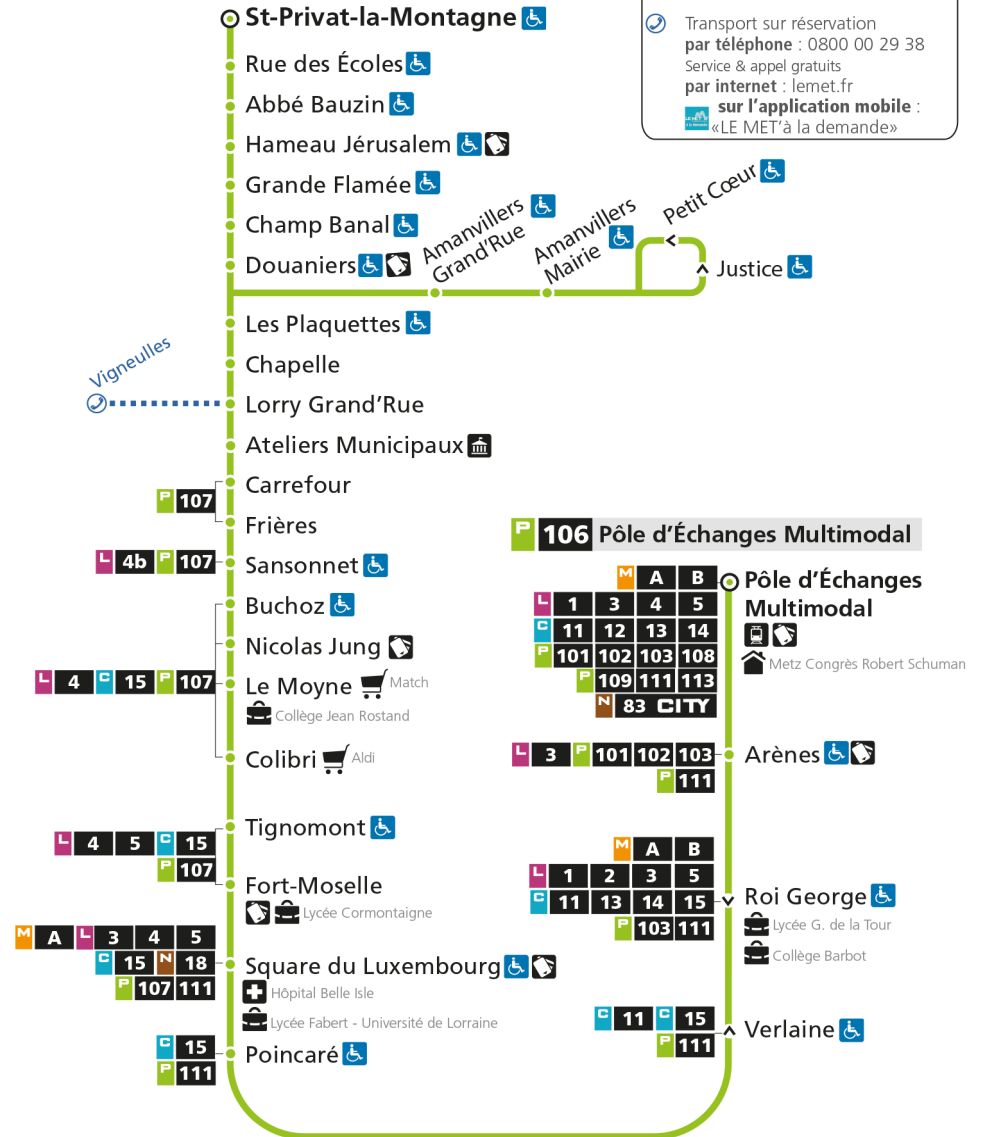 St-Privat-la-Montagne
Rue des Écoles
Abbé Bauzin
Hameau Jérusalem
Grande Flamée
Champ Banal
Douaniers
Transport sur réservation
par téléphone : 0800 00 29 38
Service & appel gratuits
par internet : lemet.fr
sur l'application mobile :
«LE MET'à la demande»
Amanvillers
Grand'Rue
Amanvillers
Mairie
Petit Cœur
Justice
Les Plaquettes
Chapelle
Vigneulles
Lorry Grand'Rue
Ateliers Municipaux
Carrefour
P 107
Frières
L 4b P 107
Sansonnet
Buchoz
Nicolas Jung
L 4 C 15 P 107
Le Moyne
Match
Collège Jean Rostand
Colibri
Aldi
Tignomont
L 4 5 C 15
P 107
Fort-Moselle
Lycée Cormontaigne
M A L 3 4 5
C 15 N 18
P 107 111
Square du Luxembourg
Hôpital Belle Isle
Lycée Fabert - Université de Lorraine
C 15
P 111
Poincaré
P 106 Pôle d'Échanges Multimodal
M A B
L 1 3 4 5
C 11 12 13 14
P 101 102 103 108
P 109 111 113
N 83 CITY
Pôle d'Échanges
Multimodal
Metz Congrès Robert Schuman
L 3 P 101 102 103
P 111
Arènes
M A B
L 1 2 3 5
C 11 13 14 15
P 103 111
Roi George
Lycée G. de la Tour
Collège Barbot
C 11 C 15
P 111
Verlaine